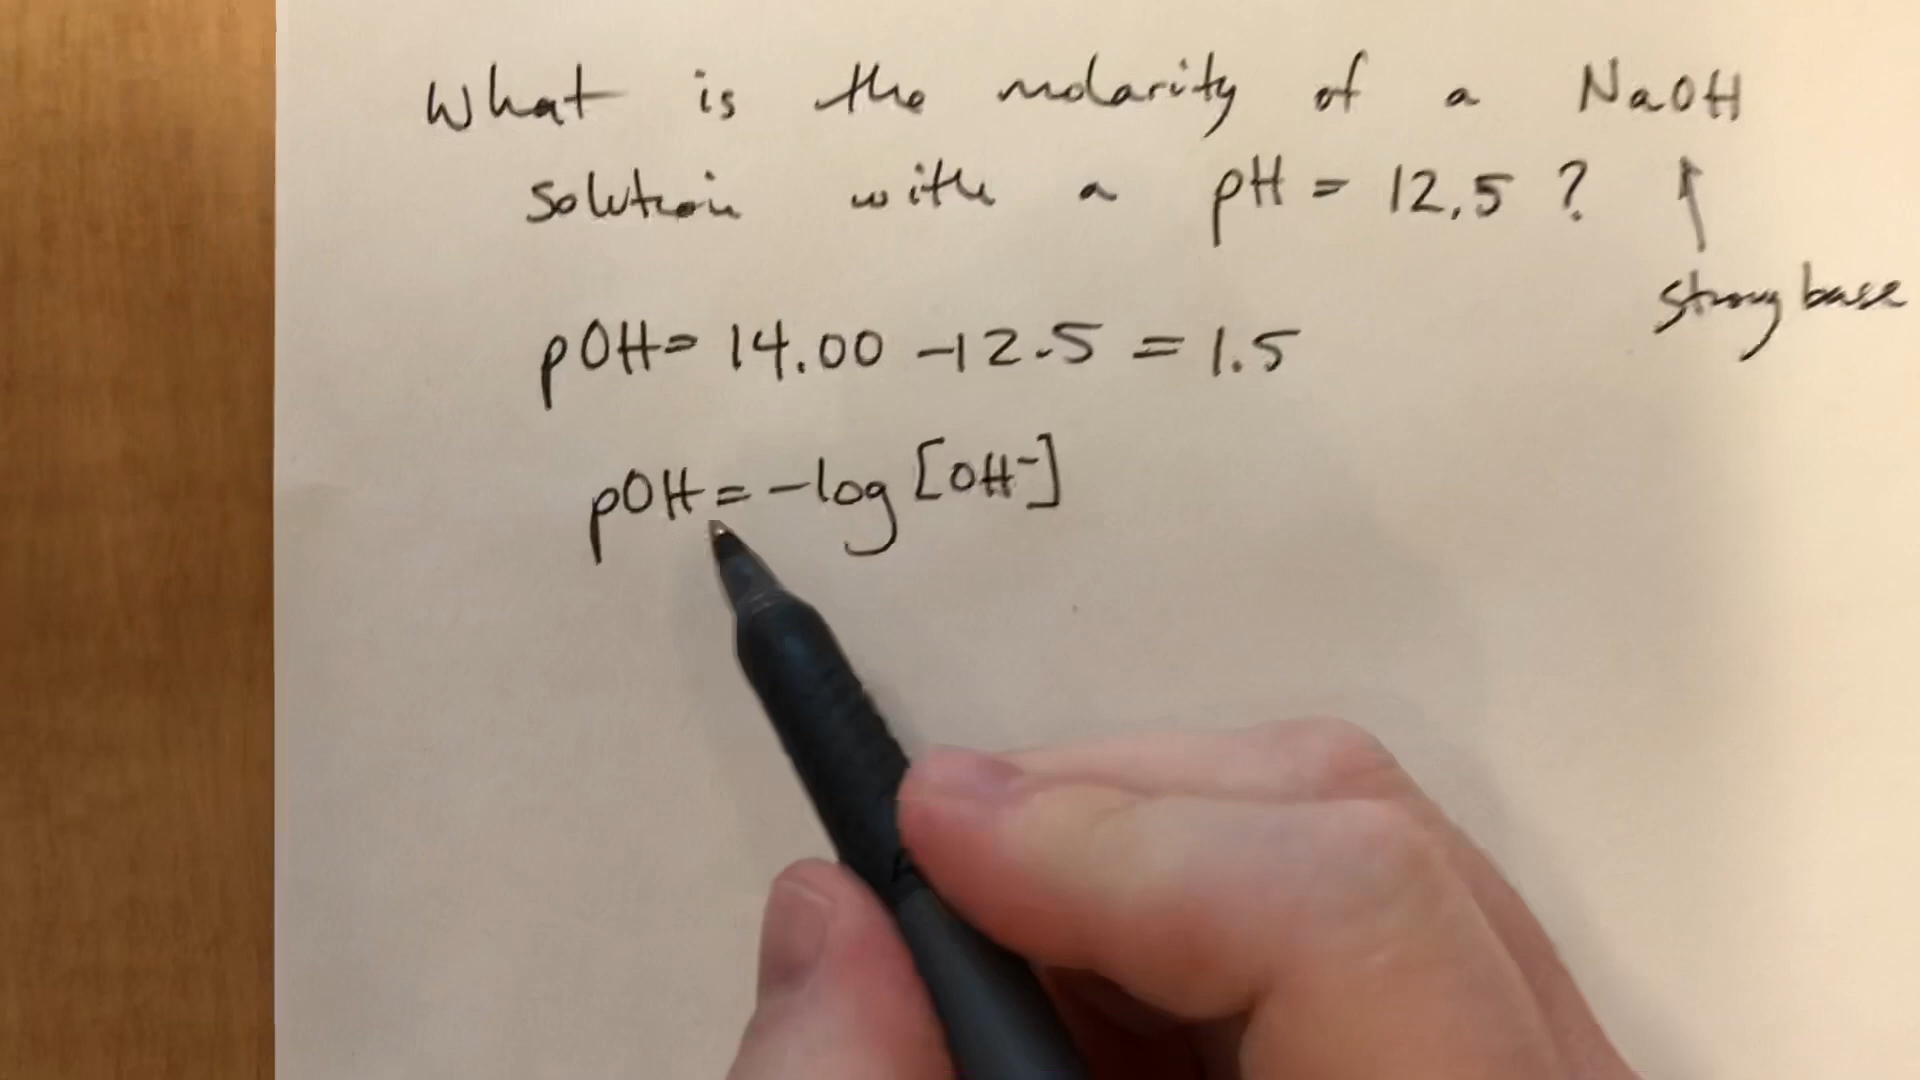 What is the molarity of a NaOH
solution with a pH = 12.5 ?
strong base
pOH = 14.00 - 12.5 = 1.5
pOH = -log [OH⁻]